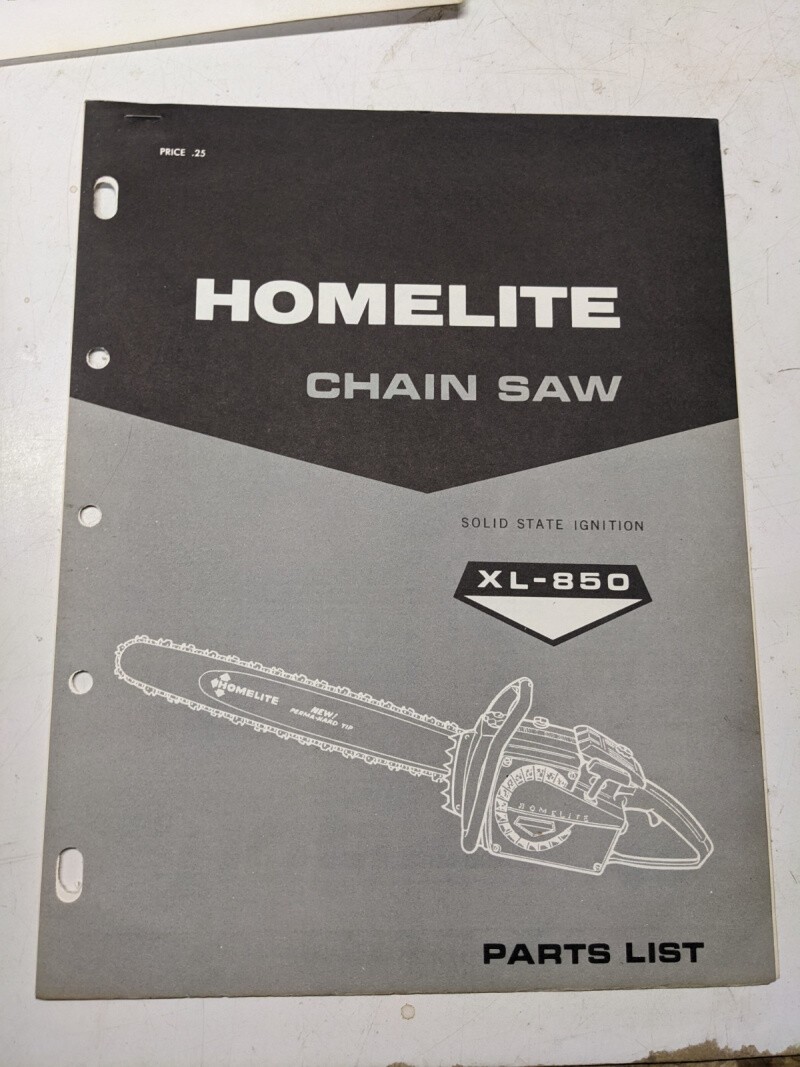 PRICE .25
HOMELITE
CHAIN SAW
SOLID STATE IGNITION
XL-850
HOMELITE
NEW!
PERMA-HARD TIP
HOMELITE
PARTS LIST